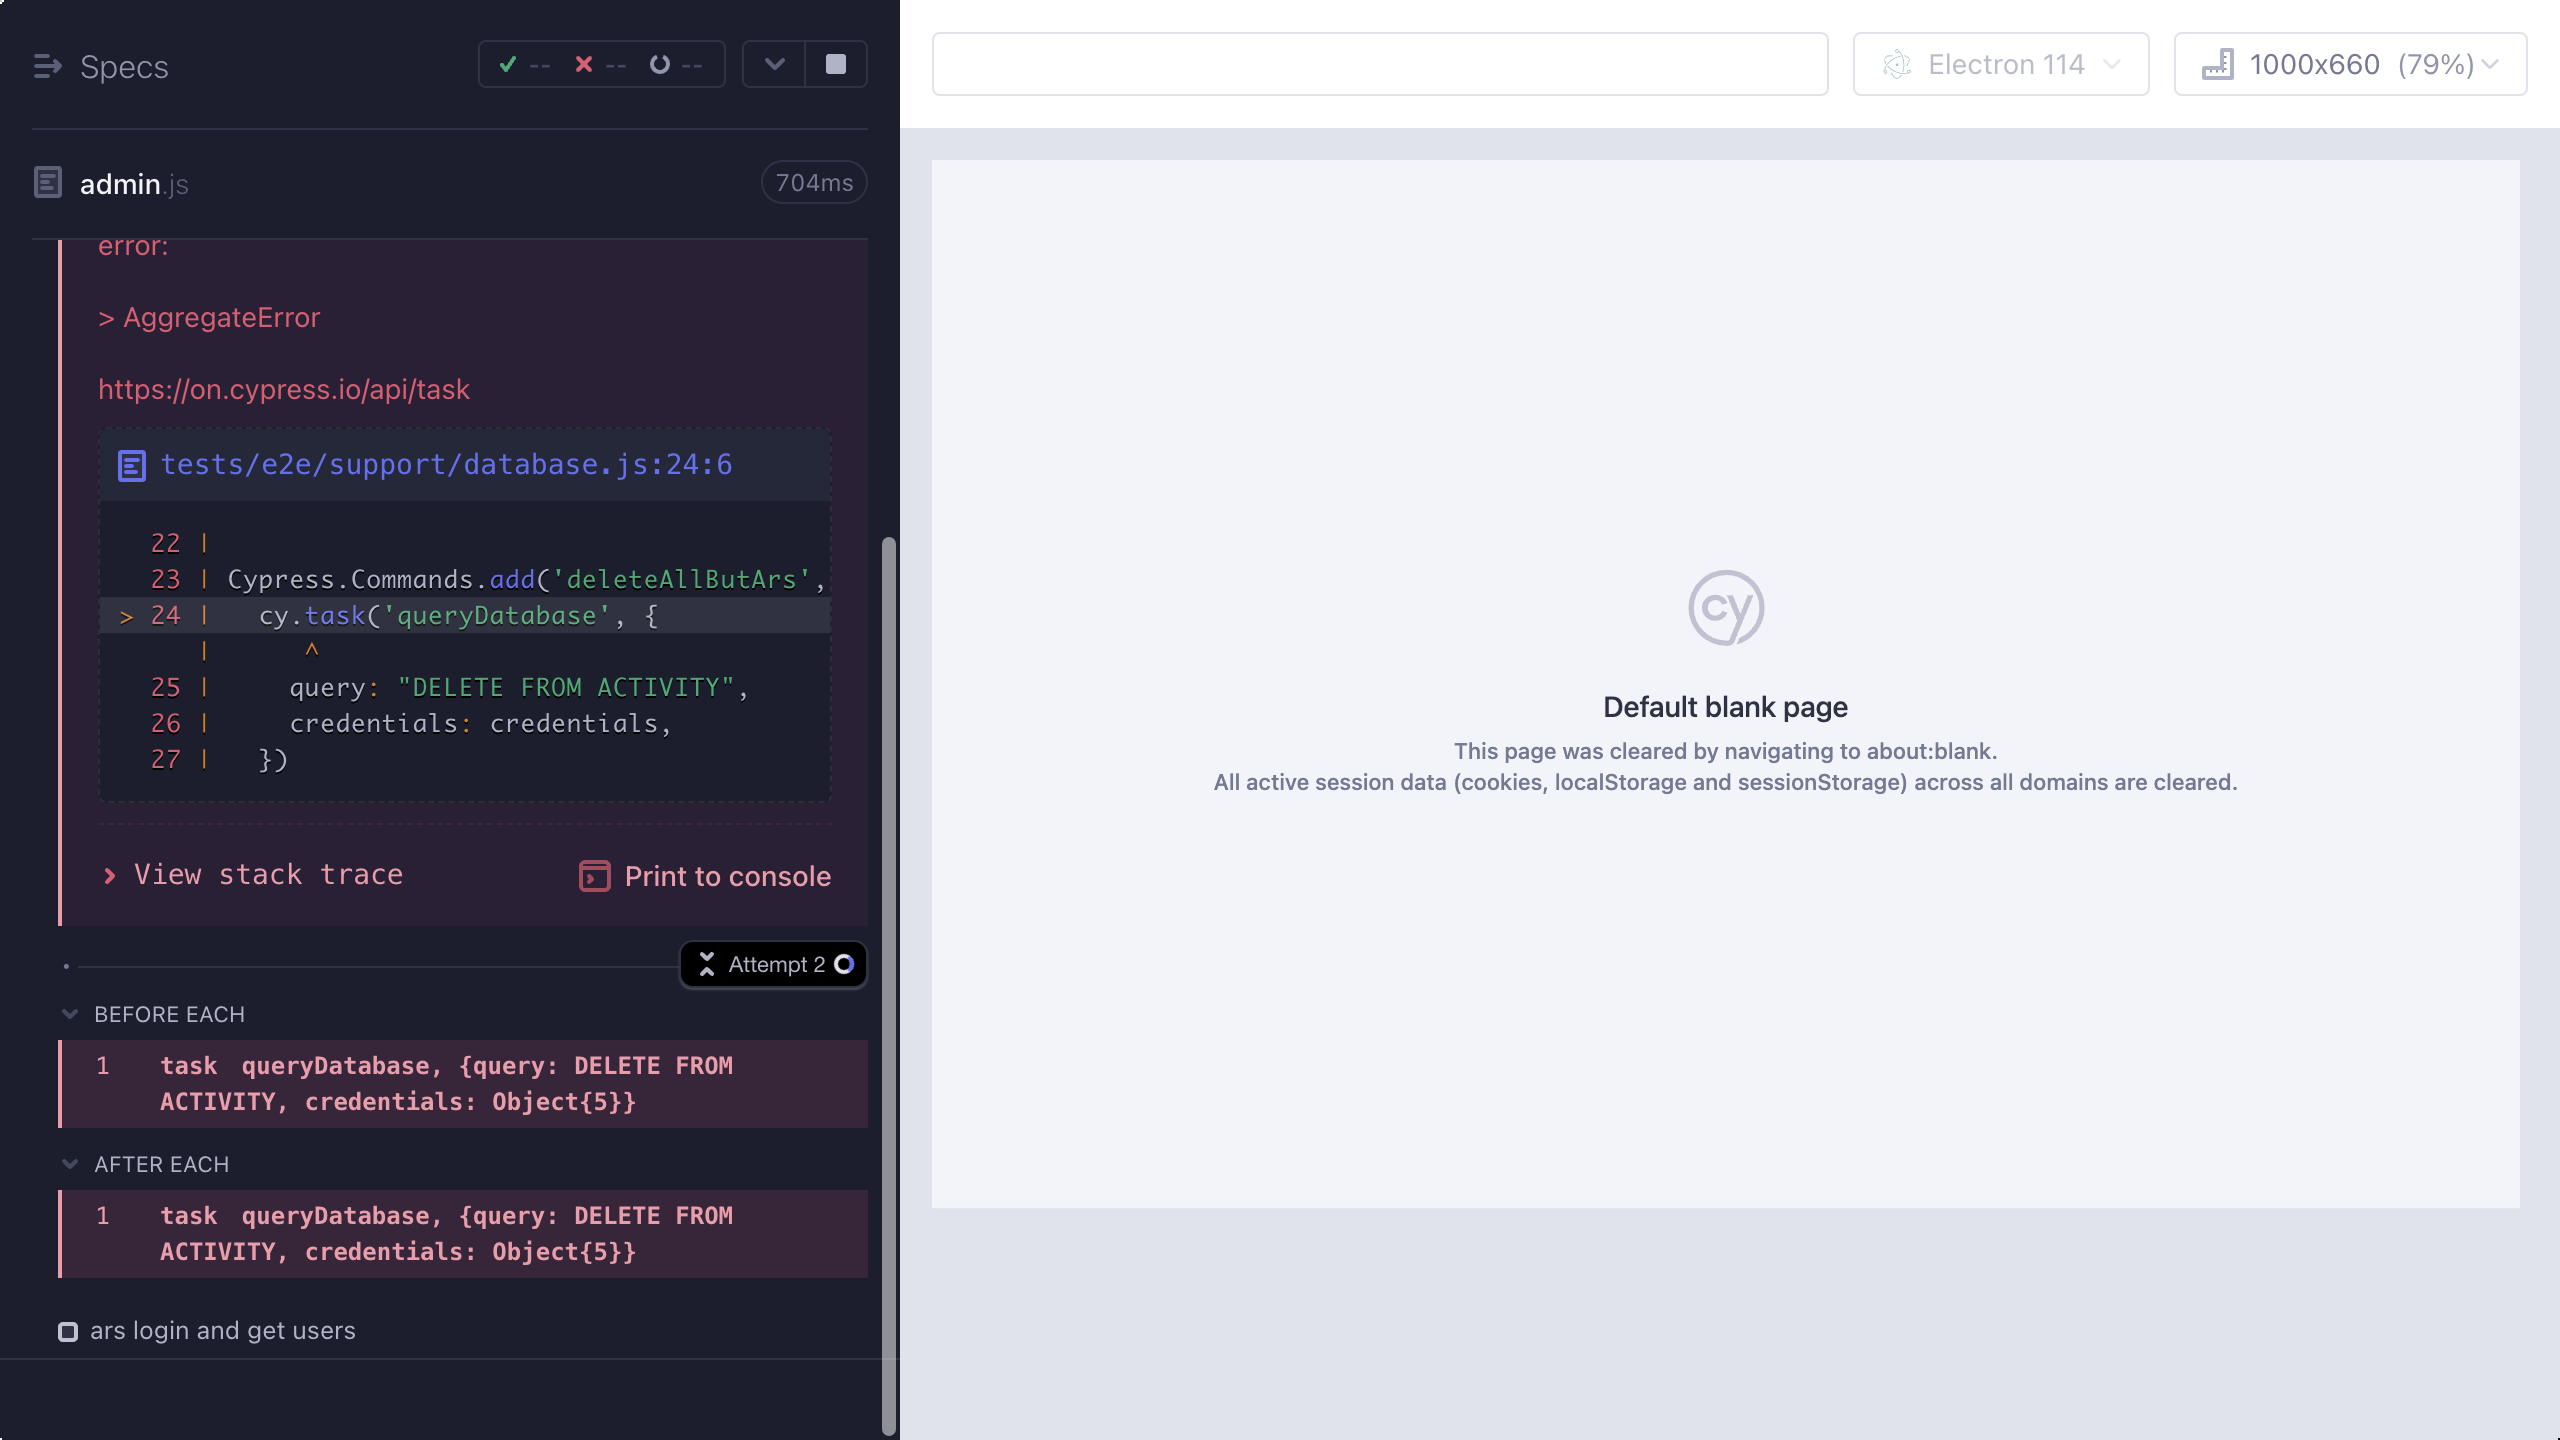 Specs
--
--
--
admin.js
704ms
error:
> AggregateError
https://on.cypress.io/api/task
tests/e2e/support/database.js:24:6
22 |
23 | Cypress.Commands.add('deleteAllButArs',
> 24 |   cy.task('queryDatabase', {
|      ^
25 |     query: "DELETE FROM ACTIVITY",
26 |     credentials: credentials,
27 |   })
View stack trace
Print to console
Attempt 2
BEFORE EACH
1 task queryDatabase, {query: DELETE FROM
ACTIVITY, credentials: Object{5}}
AFTER EACH
1 task queryDatabase, {query: DELETE FROM
ACTIVITY, credentials: Object{5}}
ars login and get users
Electron 114
1000x660 (79%)
cy
Default blank page
This page was cleared by navigating to about:blank.
All active session data (cookies, localStorage and sessionStorage) across all domains are cleared.